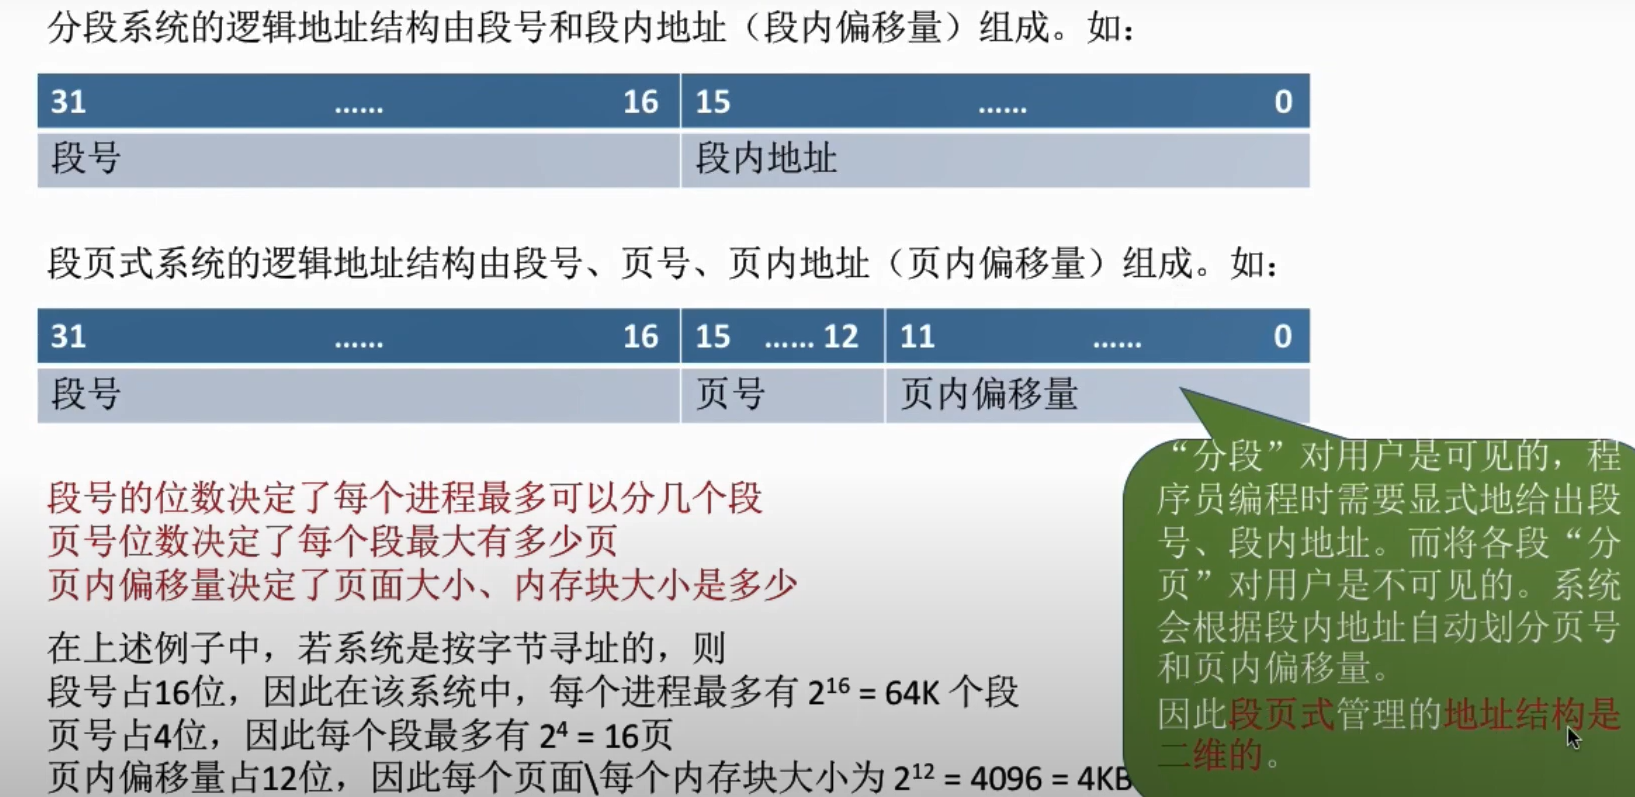 分段系统的逻辑地址结构由段号和段内地址（段内偏移量）组成。如：
31 …… 16 15 …… 0
段号 段内地址
段页式系统的逻辑地址结构由段号、页号、页内地址（页内偏移量）组成。如：
31 …… 16 15 …… 12 11 …… 0
段号 页号 页内偏移量
段号的位数决定了每个进程最多可以分几个段
页号位数决定了每个段最大有多少页
页内偏移量决定了页面大小、内存块大小是多少
在上述例子中，若系统是按字节寻址的，则
段号占16位，因此在该系统中，每个进程最多有 2¹⁶ = 64K 个段
页号占4位，因此每个段最多有 2⁴ = 16页
页内偏移量占12位，因此每个页面\每个内存块大小为 2¹² = 4096 = 4KB
“分段”对用户是可见的，程
序员编程时需要显式地给出段
号、段内地址。而将各段“分
页”对用户是不可见的。系统
会根据段内地址自动划分页号
和页内偏移量。
因此段页式管理的地址结构是
二维的。